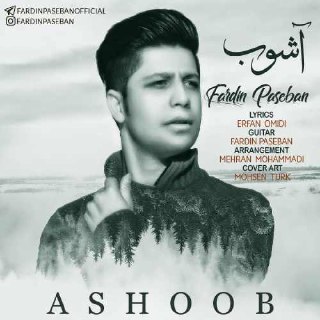 FARDINPASEBANOFFICIAL
FARDINPASEBAN
آشوب
Fardin Paseban
LYRICS
ERFAN OMIDI
GUITAR
FARDIN PASEBAN
ARRANGEMENT
MEHRAN MOHAMMADI
COVER ART
MOHSEN TURK
ASHOOB